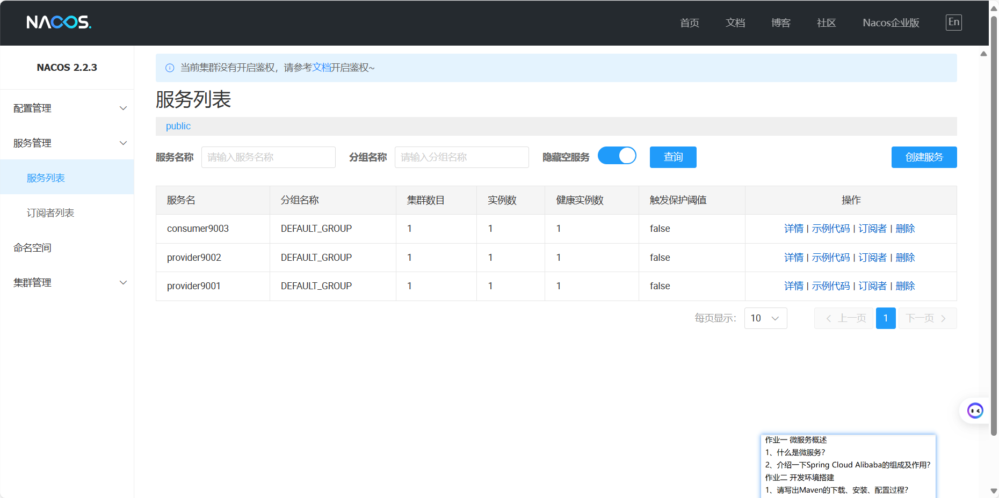 NACOS.
首页 文档 博客 社区 Nacos企业版 En
NACOS 2.2.3
配置管理
服务管理
服务列表
订阅者列表
命名空间
集群管理
当前集群没有开启鉴权，请参考文档开启鉴权~
服务列表
public
服务名称 请输入服务名称 分组名称 请输入分组名称 隐藏空服务 查询 创建服务
服务名 分组名称 集群数目 实例数 健康实例数 触发保护阈值 操作
consumer9003 DEFAULT_GROUP 1 1 1 false 详情 | 示例代码 | 订阅者 | 删除
provider9002 DEFAULT_GROUP 1 1 1 false 详情 | 示例代码 | 订阅者 | 删除
provider9001 DEFAULT_GROUP 1 1 1 false 详情 | 示例代码 | 订阅者 | 删除
每页显示： 10 上一页 1 下一页
作业一 微服务概述
1、什么是微服务？
2、介绍一下Spring Cloud Alibaba的组成及作用？
作业二 开发环境搭建
1、请写出Maven的下载、安装、配置过程？